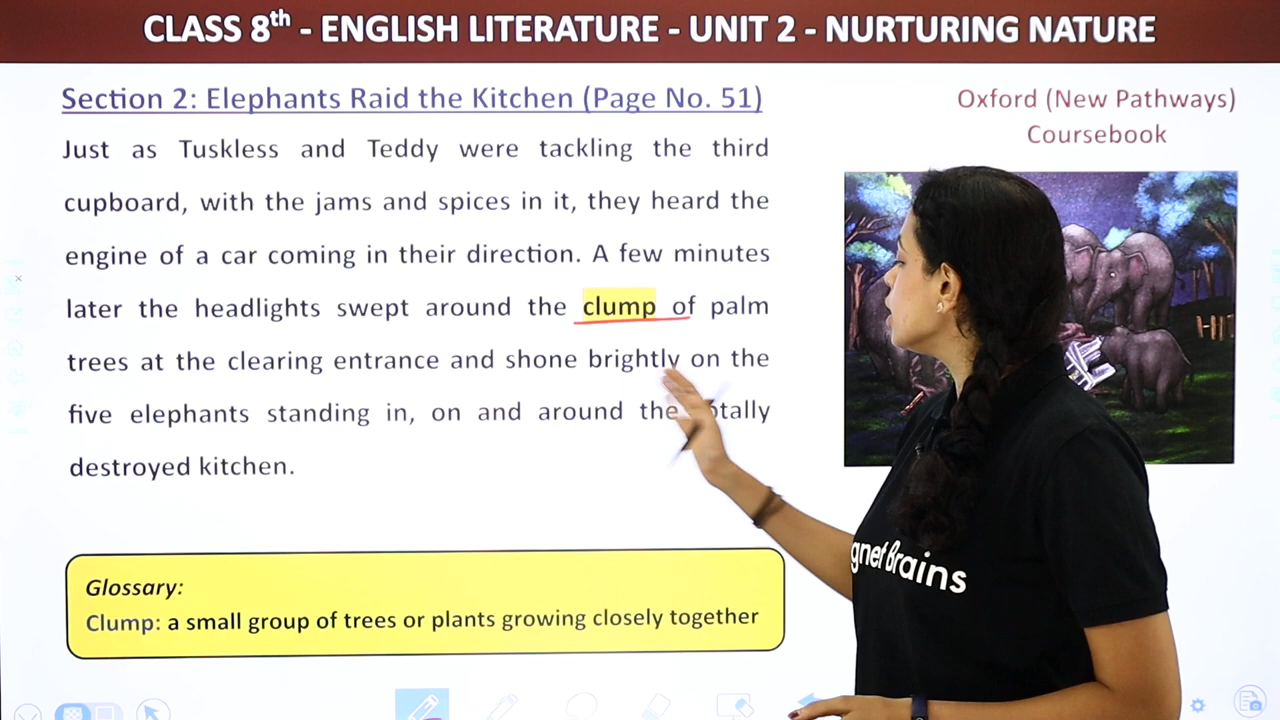 CLASS 8th - ENGLISH LITERATURE - UNIT 2 - NURTURING NATURE
Section 2: Elephants Raid the Kitchen (Page No. 51)
Oxford (New Pathways)
Coursebook
Just as Tuskless and Teddy were tackling the third
cupboard, with the jams and spices in it, they heard the
engine of a car coming in their direction. A few minutes
later the headlights swept around the clump of palm
trees at the clearing entrance and shone brightly on the
five elephants standing in, on and around the totally
destroyed kitchen.
gnet Brains
Glossary:
Clump: a small group of trees or plants growing closely together